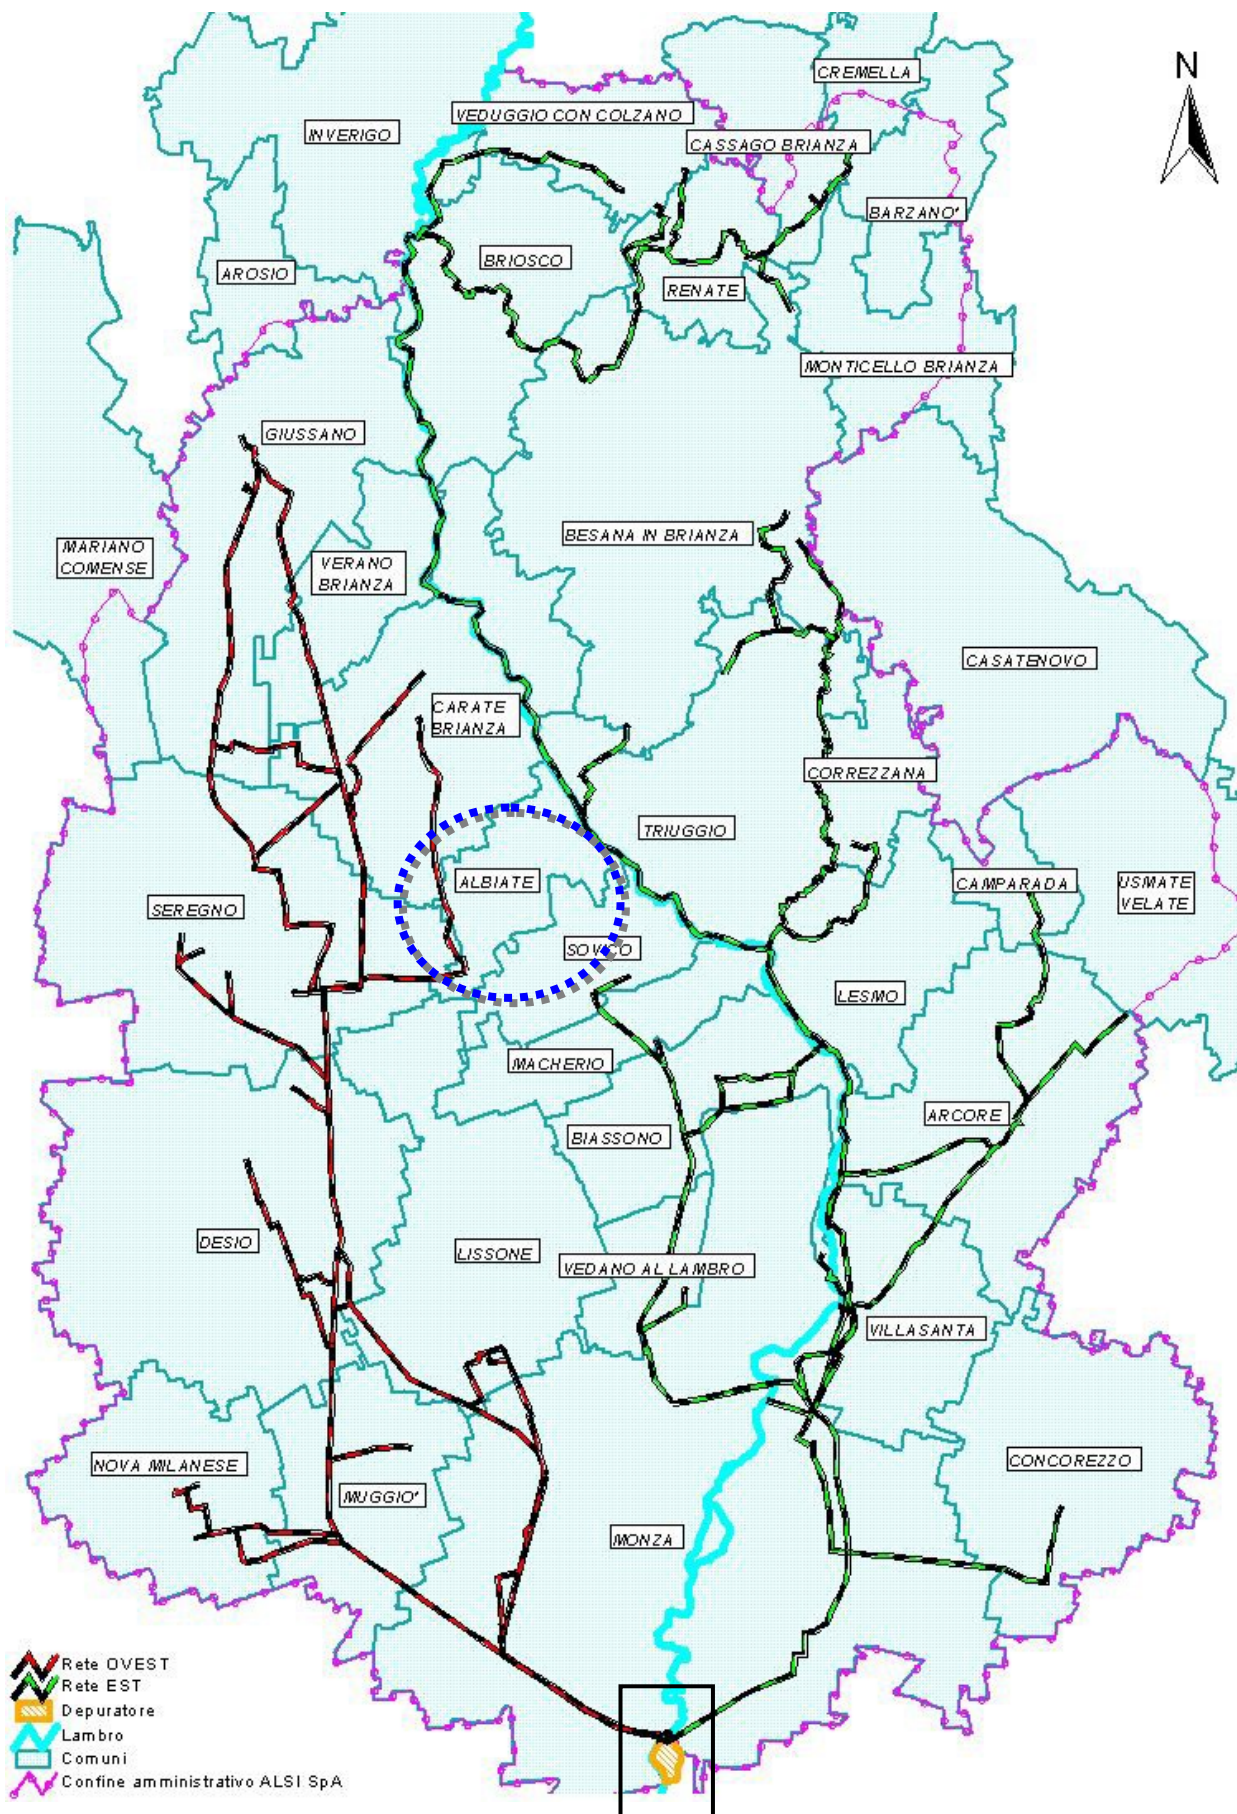 N
CREMELLA
VEDUGGIO CON COLZANO
INVERIGO
CASSAGO BRIANZA
BARZANO'
BRIOSCO
AROSIO
RENATE
MONTICELLO BRIANZA
GIUSSANO
BESANA IN BRIANZA
MARIANO
COMENSE
VERANO
BRIANZA
CASATENOVO
CARATE
BRIANZA
CORREZZANA
TRIUGGIO
ALBIATE
CAMPARADA
USMATE
VELATE
SEREGNO
SOVICO
LESMO
MACHERIO
ARCORE
BIASSONO
DESIO
LISSONE
VEDANO AL LAMBRO
VILLASANTA
NOVA MILANESE
CONCOREZZO
MUGGIO'
MONZA
Rete OVEST
Rete EST
Depuratore
Lambro
Comuni
Confine amministrativo ALSI SpA